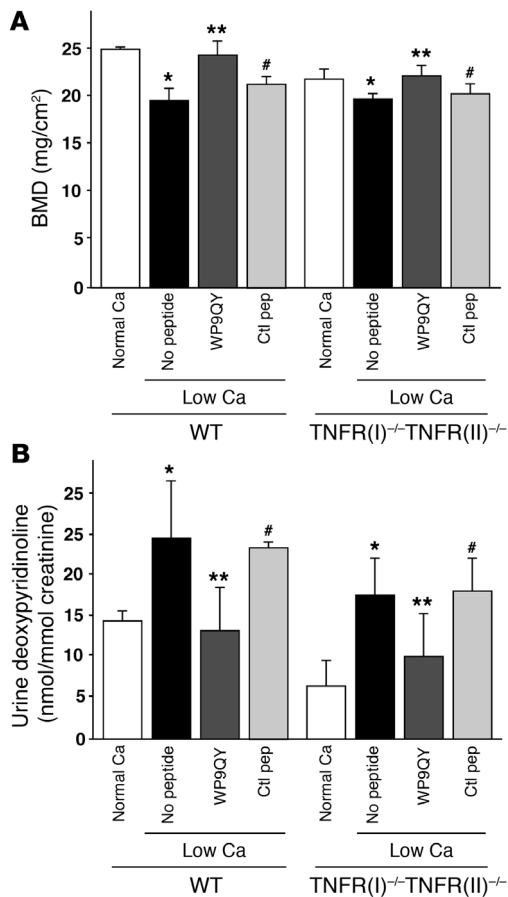 A
BMD (mg/cm²)
25
20
15
10
5
0
* ** # * ** #
Normal Ca
No peptide
WP9QY
Ctl pep
Normal Ca
No peptide
WP9QY
Ctl pep
Low Ca Low Ca
WT TNFR(I)⁻/⁻TNFR(II)⁻/⁻
B
Urine deoxypyridinoline
(nmol/mmol creatinine)
25
25
20
15
10
5
0
* ** # * ** #
Normal Ca
No peptide
WP9QY
Ctl pep
Normal Ca
No peptide
WP9QY
Ctl pep
Low Ca Low Ca
WT TNFR(I)⁻/⁻TNFR(II)⁻/⁻